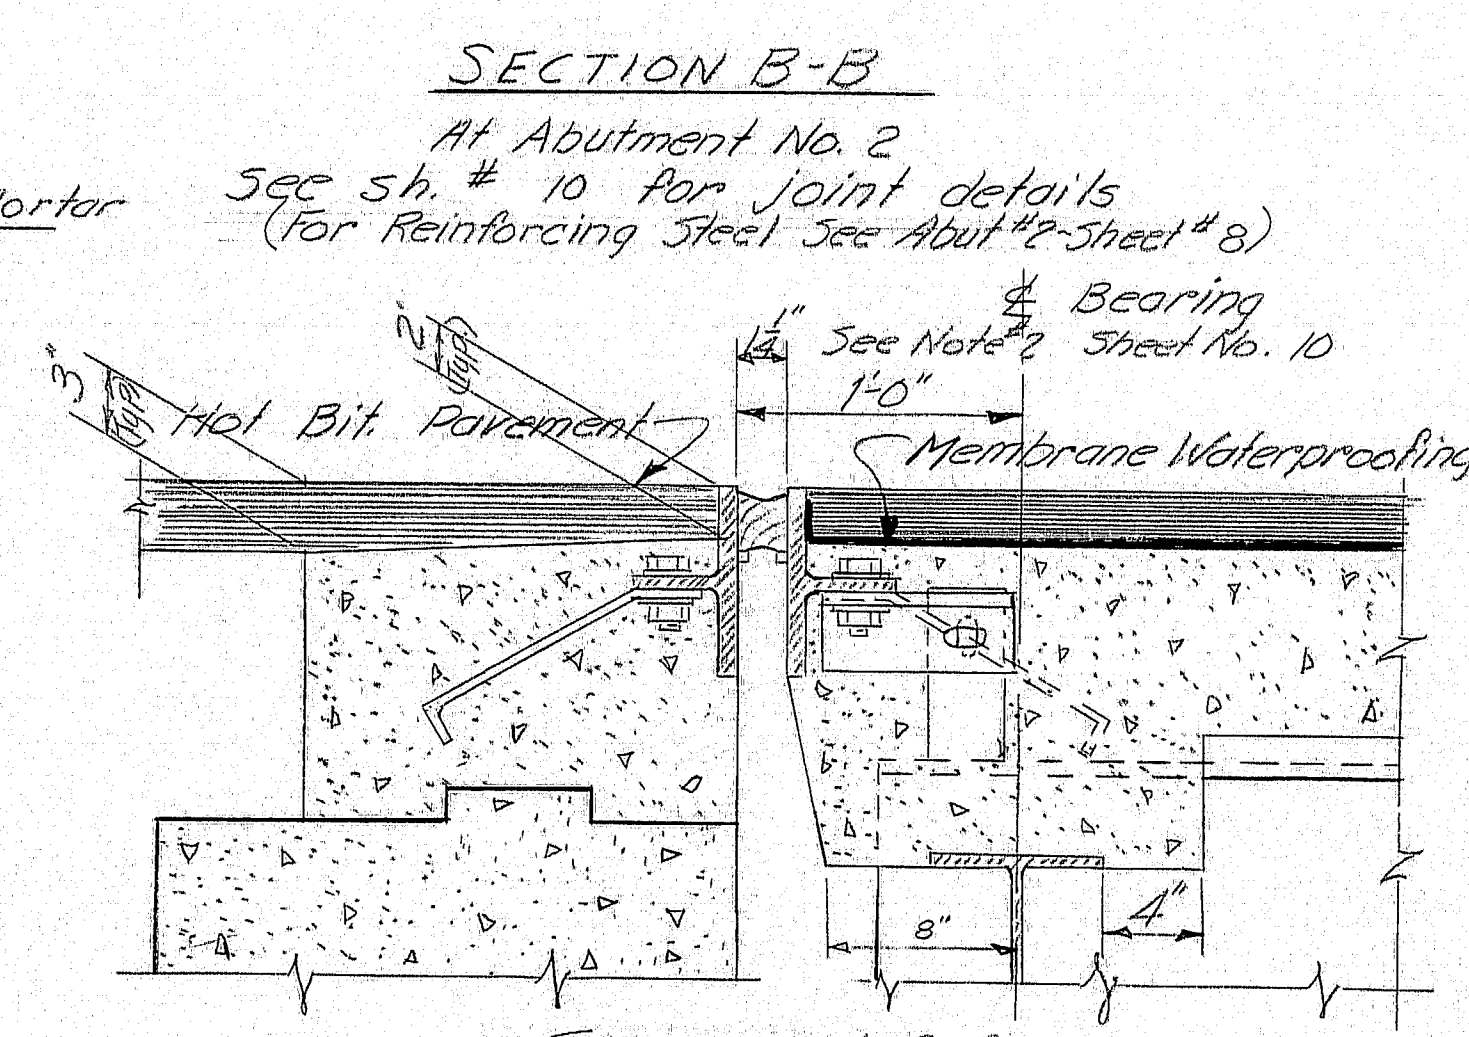 SECTION B-B
At Abutment No. 2
See sh. # 10 for joint details
(For Reinforcing Steel See Abut #2-Sheet #8)
℄ Bearing
1¼" See Note #2 Sheet No. 10
1'-0"
2" (Typ.)
3" (Typ.)
Hot Bit. Pavement
Membrane Waterproofing
8"
4"